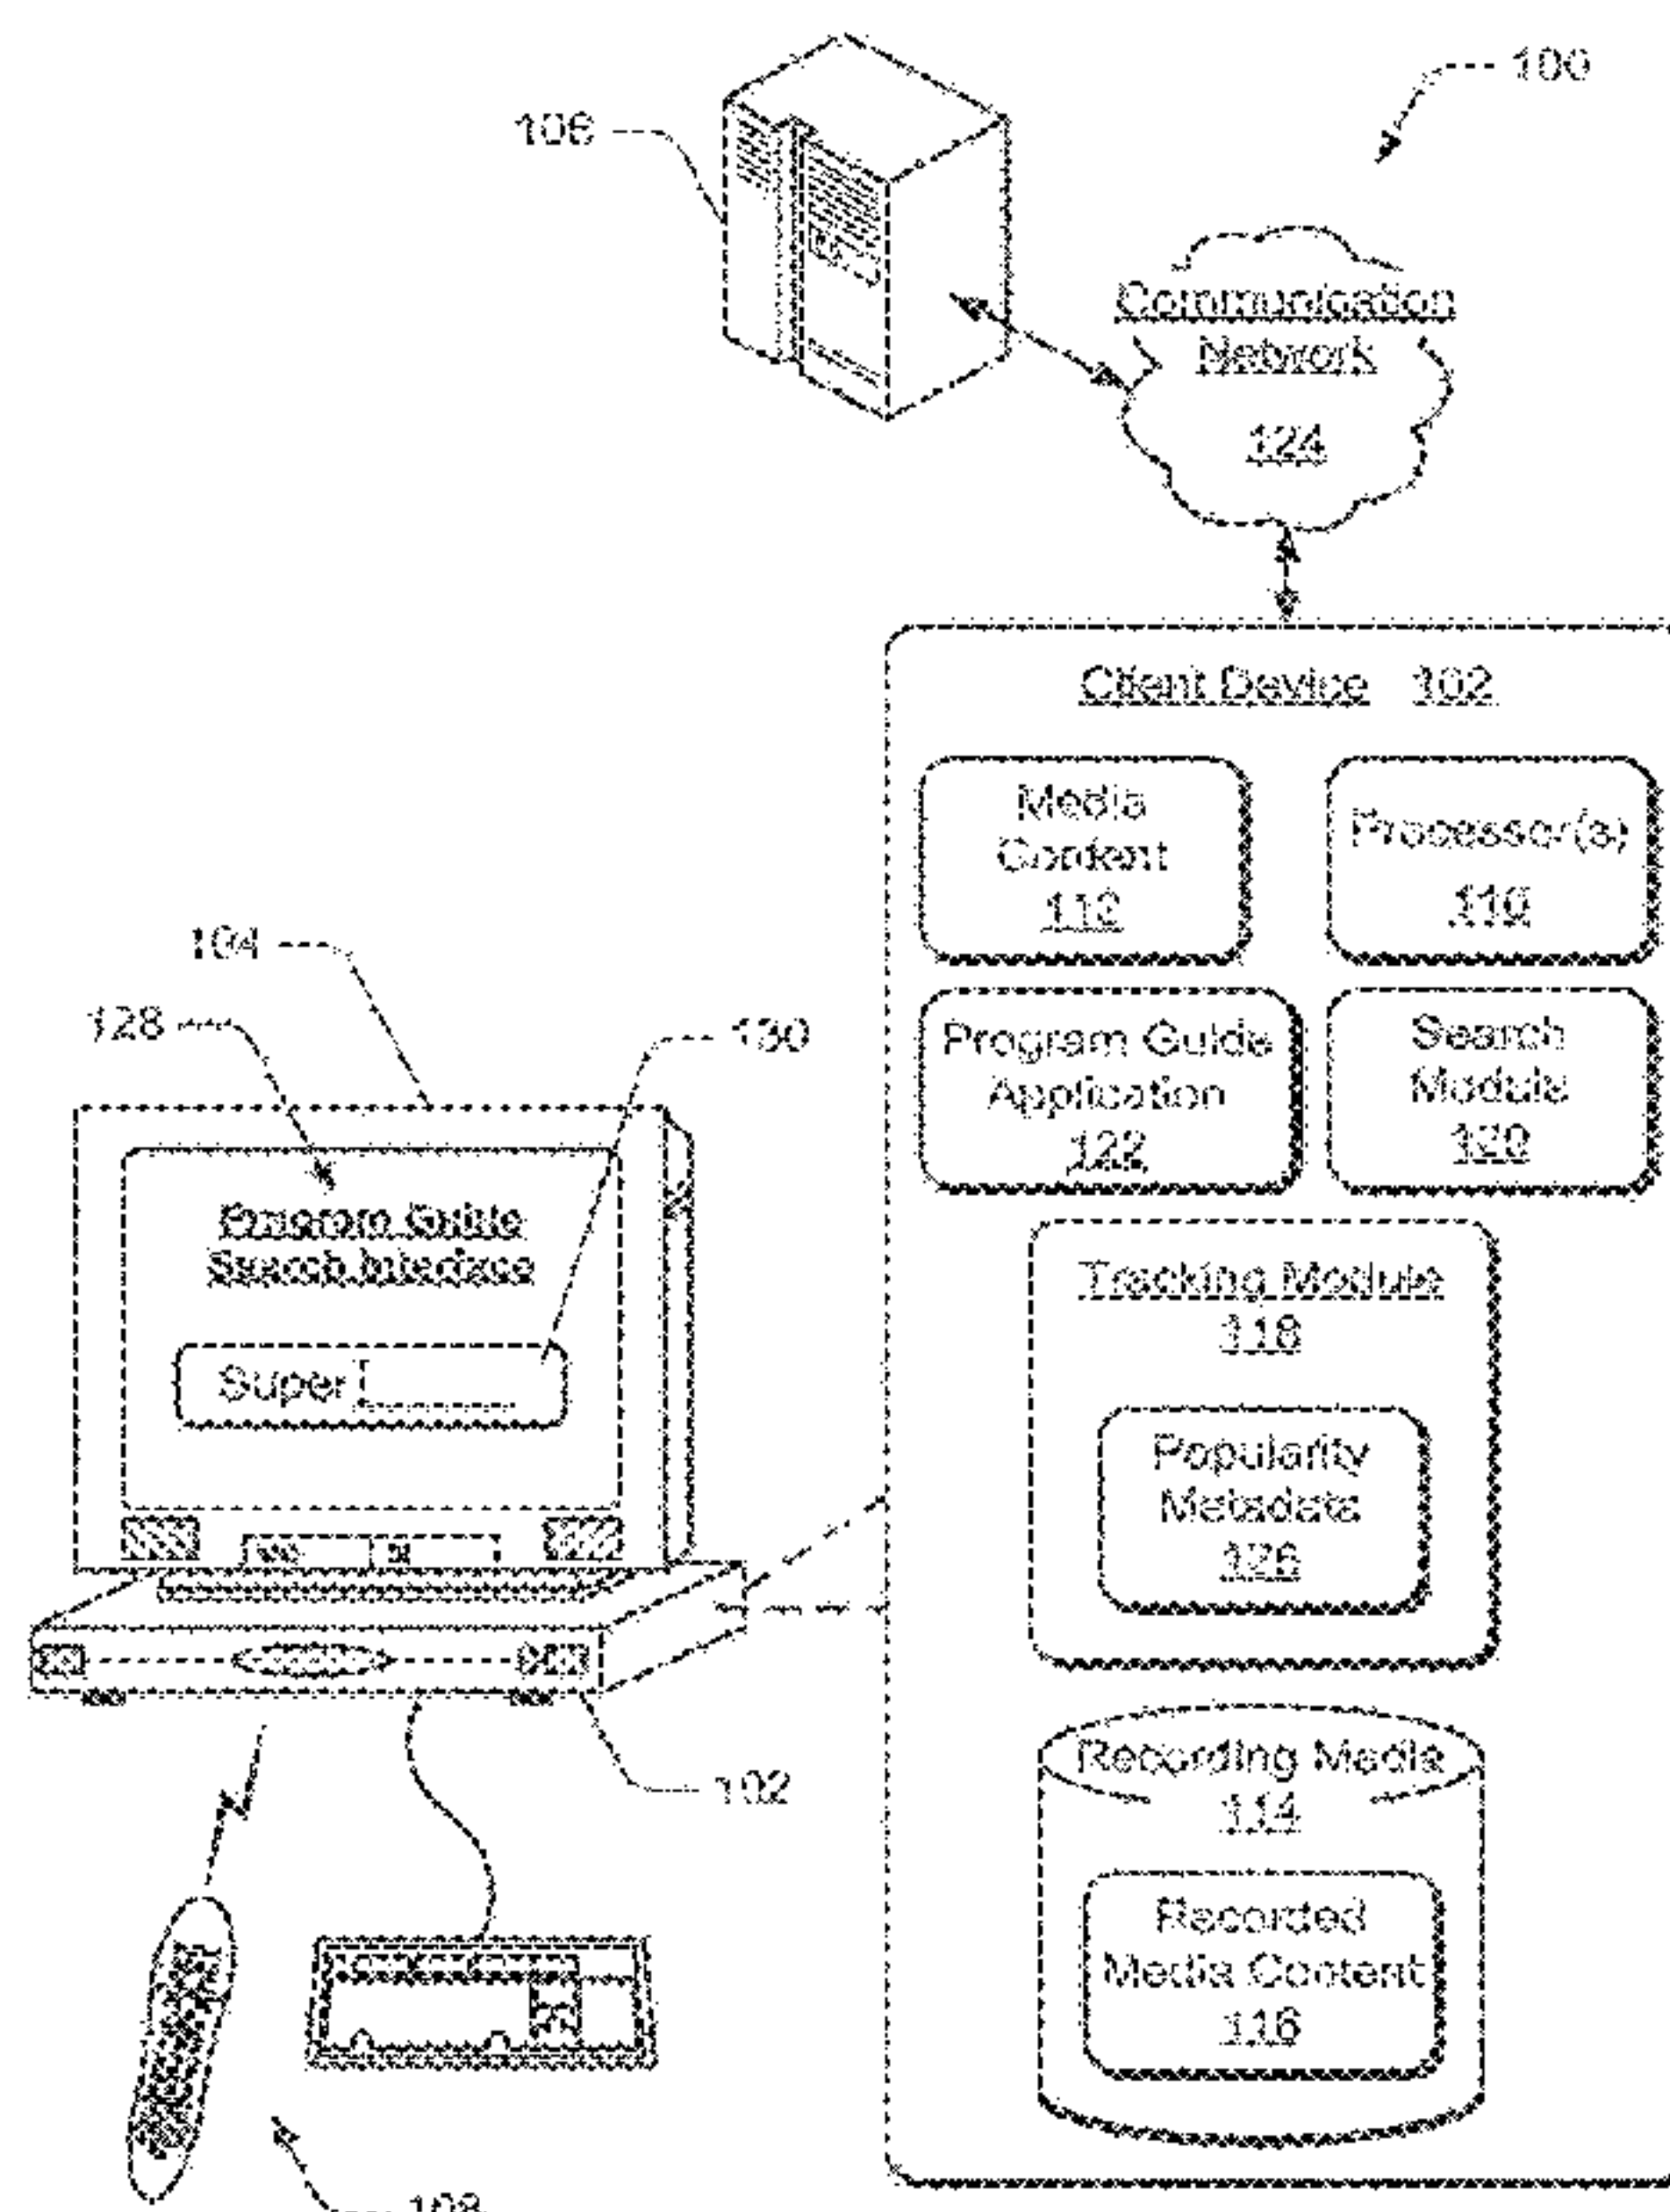 100
106
Communication
Network
124
Client Device 102
Media
Content
112
Processor(s)
110
104
128
130
Program Guide
Application
122
Search
Module
120
Program Guide
Search Interface
Super
Tracking Module
118
Popularity
Metadata
126
102
Recording Media
114
Recorded
Media Content
116
108